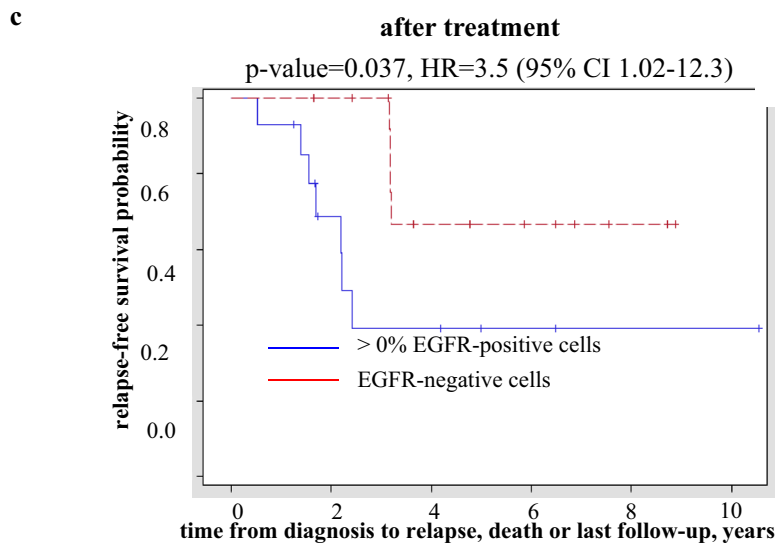 c
after treatment
p-value=0.037, HR=3.5 (95% CI 1.02-12.3)
relapse-free survival probability
0.8
0.6
0.4
0.2
0.0
> 0% EGFR-positive cells
EGFR-negative cells
0 2 4 6 8 10
time from diagnosis to relapse, death or last follow-up, years